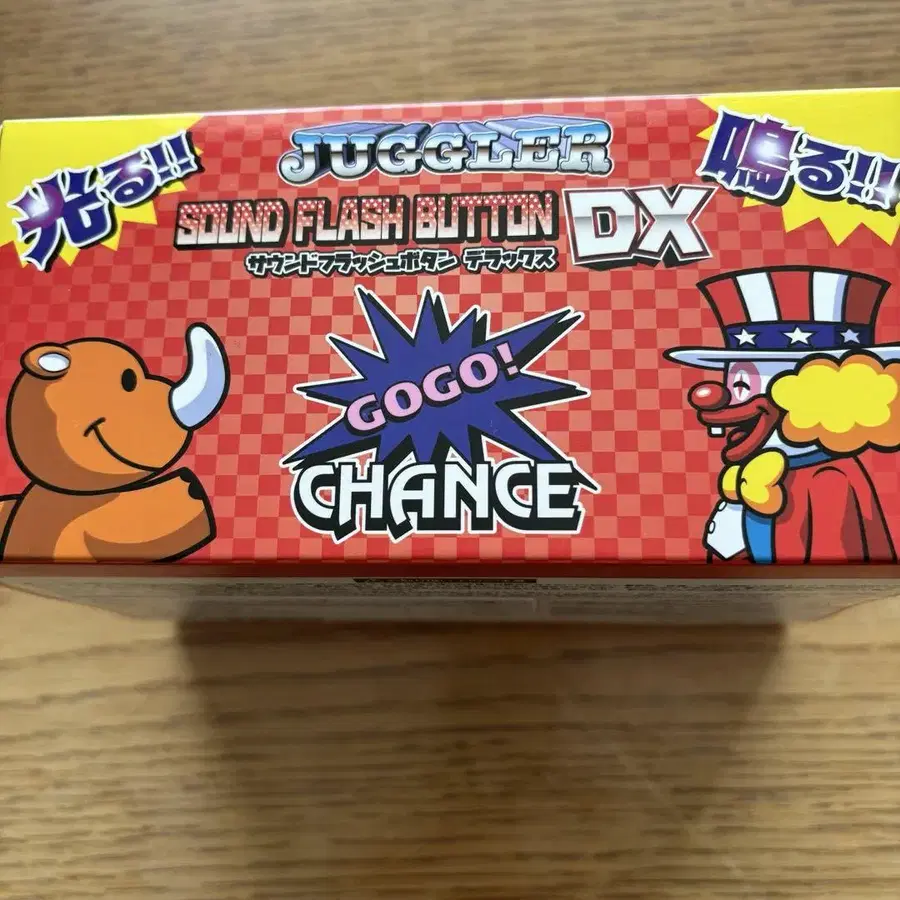 光る!!
JUGGLER
鳴る!!
SOUND FLASH BUTTON DX
サウンドフラッシュボタン デラックス
GOGO!
CHANCE